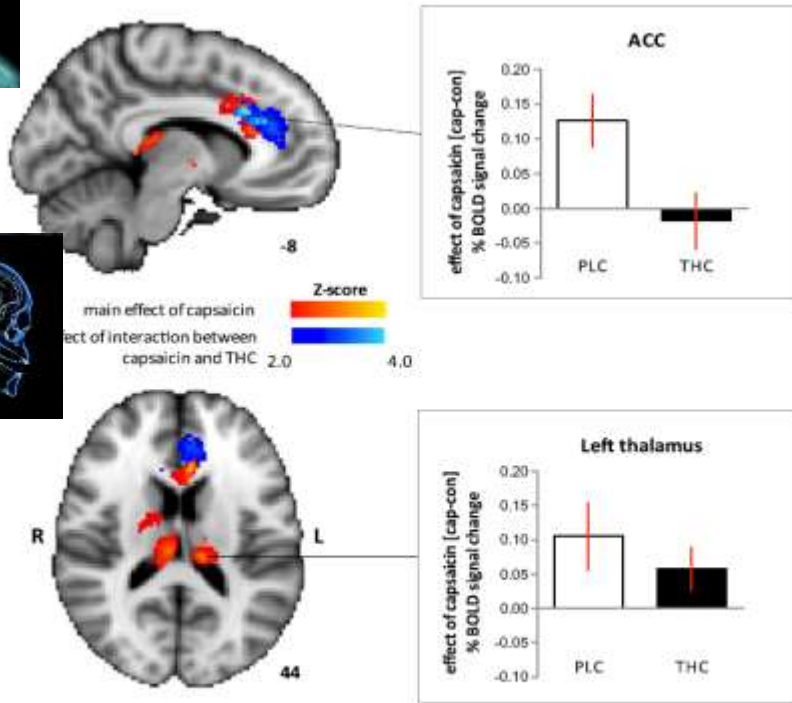 ACC
0.20
0.15
0.10
0.05
0.00
-0.05
-0.10
effect of capsaicin [cap-con]
% BOLD signal change
PLC THC
-8
Z-score
main effect of capsaicin
ect of interaction between
capsaicin and THC 2.0 4.0
R L
44
Left thalamus
0.20
0.15
0.10
0.05
0.00
-0.05
-0.10
effect of capsaicin [cap-con]
% BOLD signal change
PLC THC